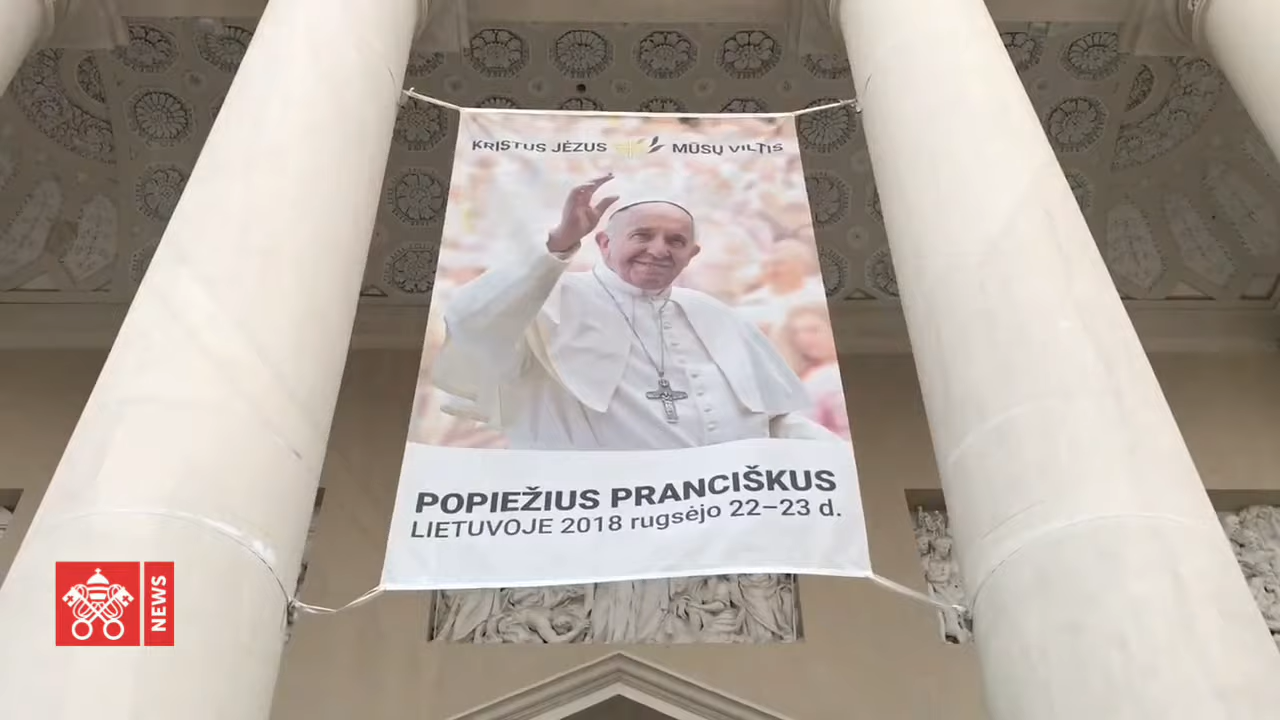 KRISTUS JĖZUS MŪSŲ VILTIS
POPIEŽIUS PRANCIŠKUS
LIETUVOJE 2018 rugsėjo 22–23 d.
NEWS